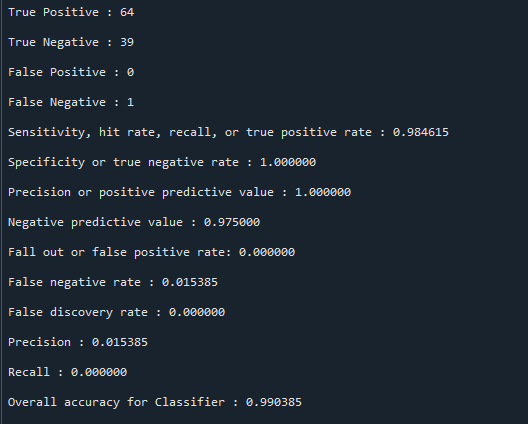 True Positive : 64
True Negative : 39
False Positive : 0
False Negative : 1
Sensitivity, hit rate, recall, or true positive rate : 0.984615
Specificity or true negative rate : 1.000000
Precision or positive predictive value : 1.000000
Negative predictive value : 0.975000
Fall out or false positive rate: 0.000000
False negative rate : 0.015385
False discovery rate : 0.000000
Precision : 0.015385
Recall : 0.000000
Overall accuracy for Classifier : 0.990385